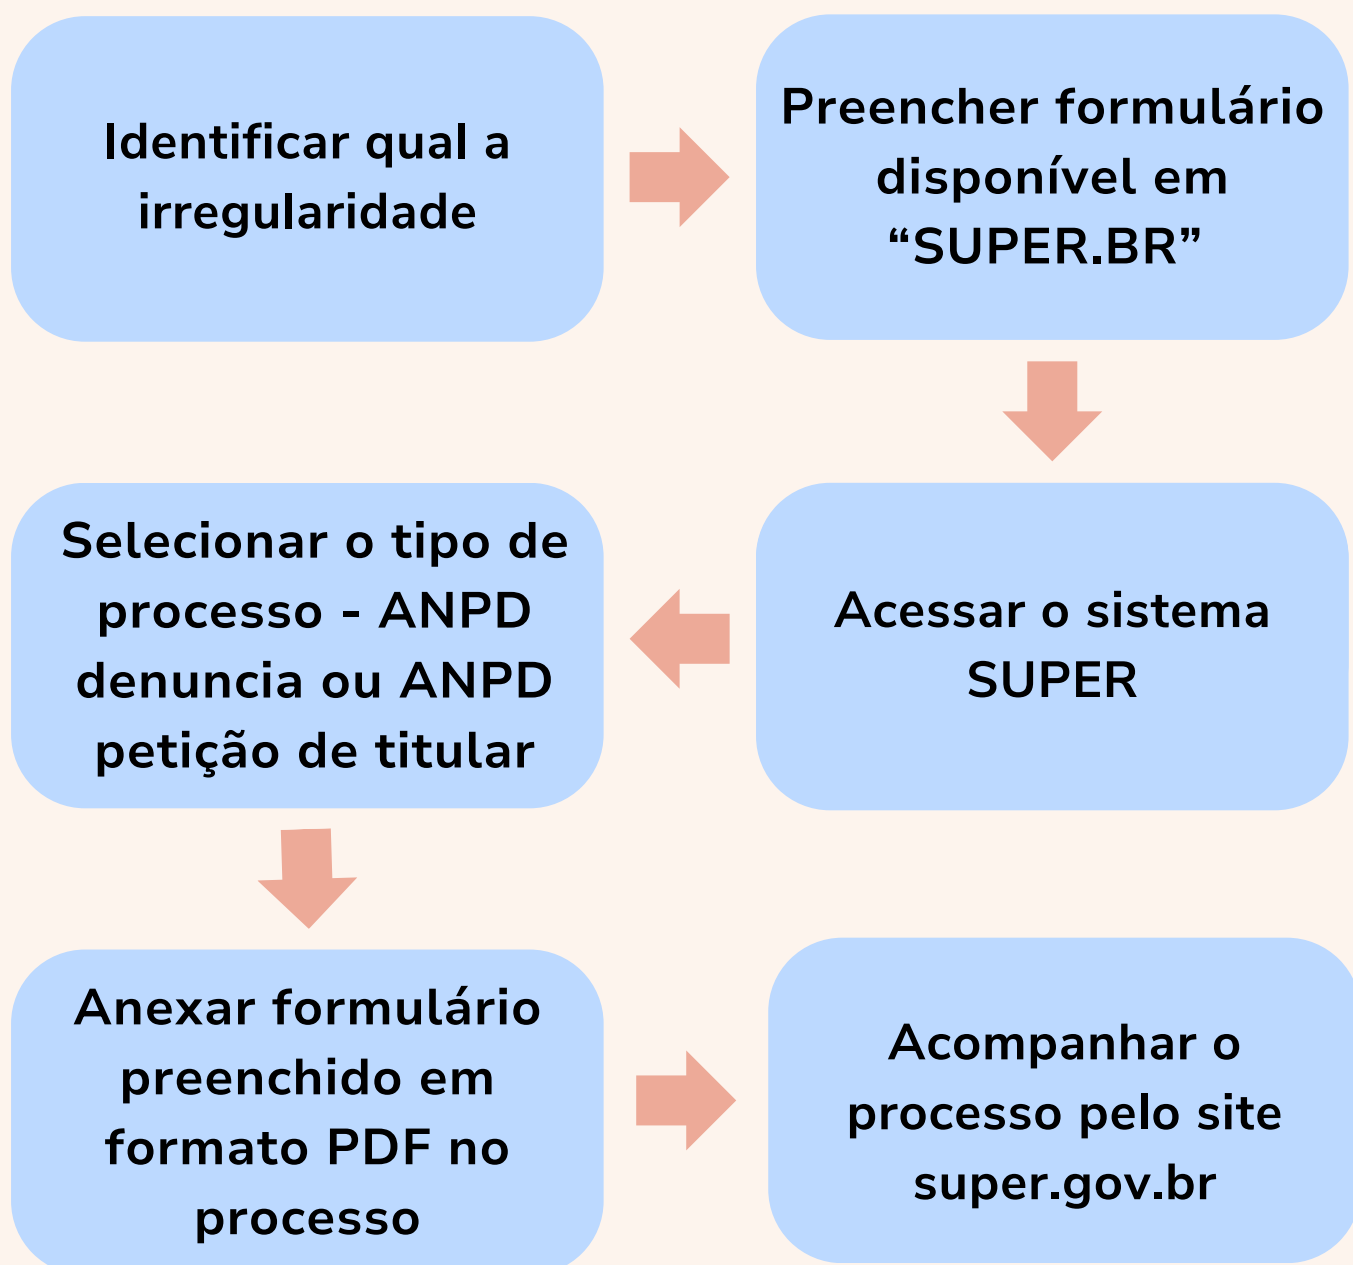 Identificar qual a
irregularidade
Preencher formulário
disponível em
“SUPER.BR”
Acessar o sistema
SUPER
Selecionar o tipo de
processo - ANPD
denuncia ou ANPD
petição de titular
Anexar formulário
preenchido em
formato PDF no
processo
Acompanhar o
processo pelo site
super.gov.br